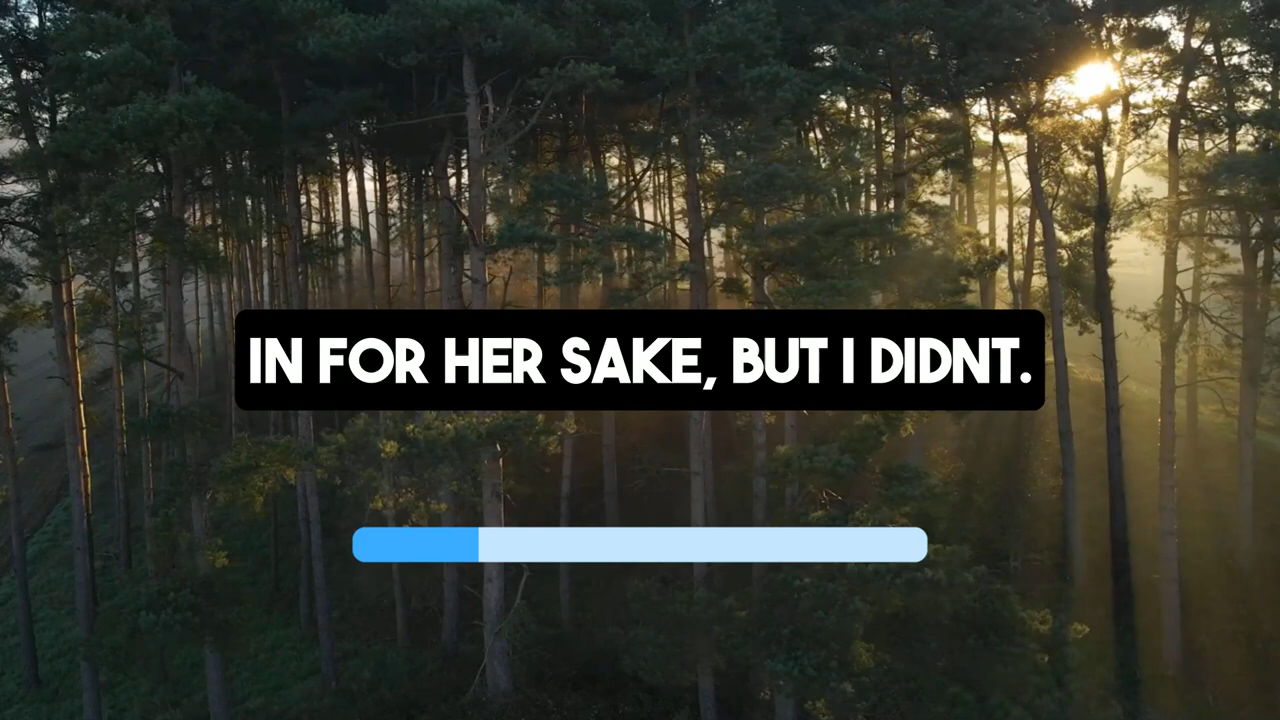 IN FOR HER SAKE, BUT I DIDNT.